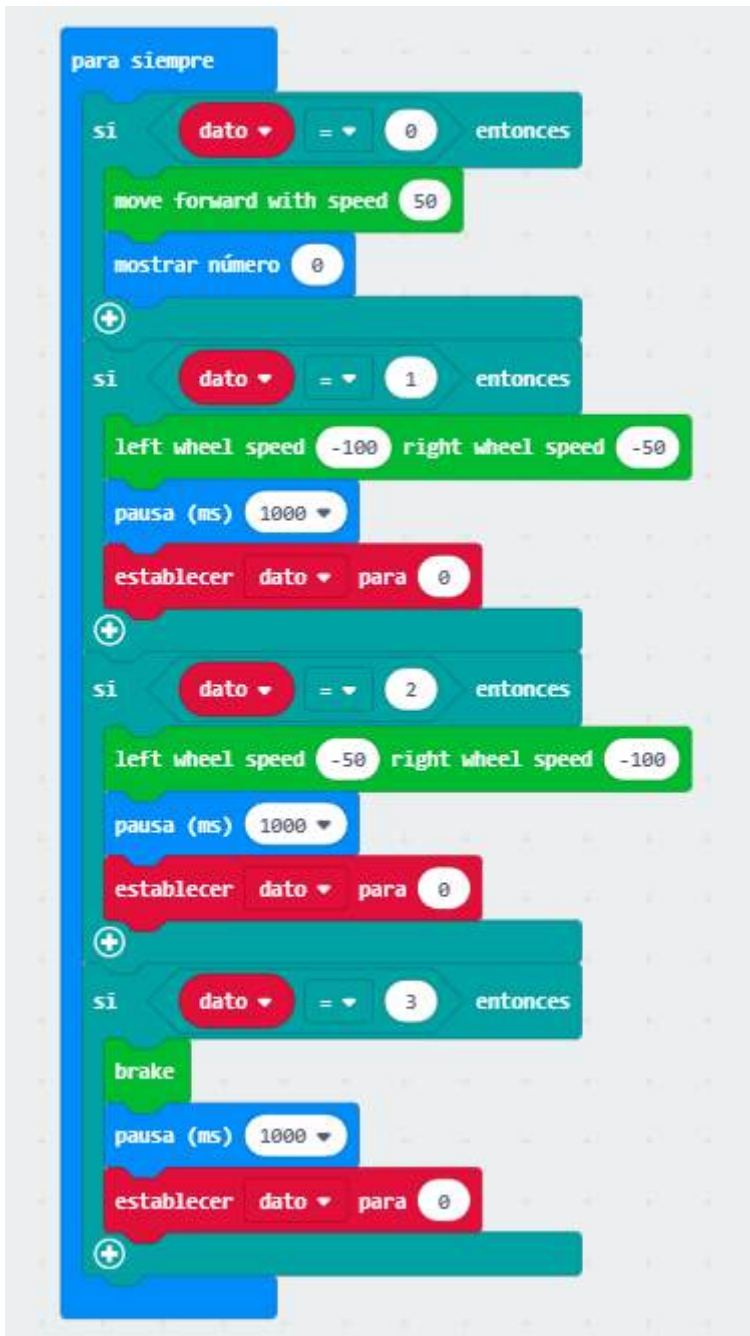 para siempre
si dato = 0 entonces
move forward with speed 50
mostrar número 0
si dato = 1 entonces
left wheel speed -100 right wheel speed -50
pausa (ms) 1000
establecer dato para 0
si dato = 2 entonces
left wheel speed -50 right wheel speed -100
pausa (ms) 1000
establecer dato para 0
si dato = 3 entonces
brake
pausa (ms) 1000
establecer dato para 0